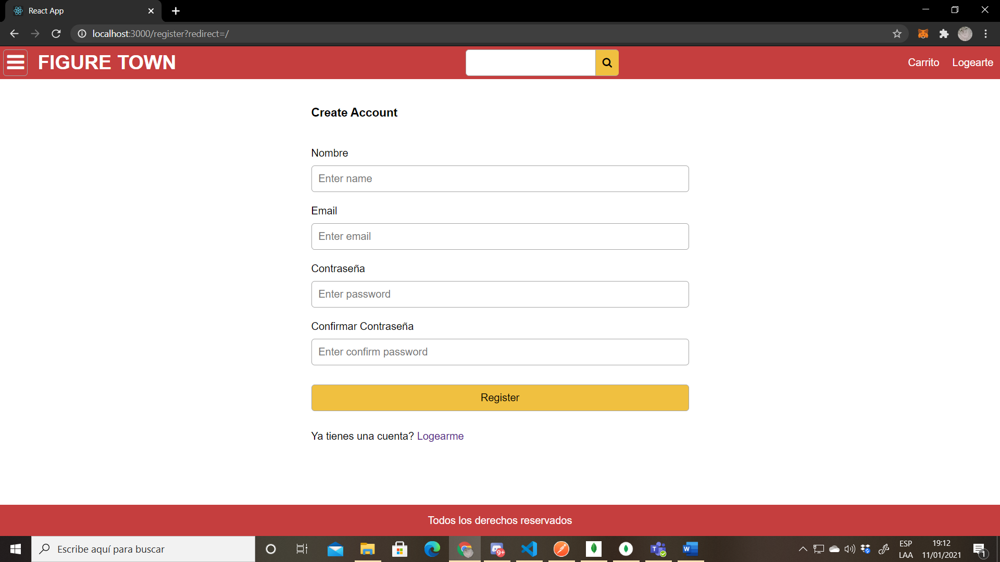 React App
localhost:3000/register?redirect=/
FIGURE TOWN
Carrito
Logearte
Create Account
Nombre
Enter name
Email
Enter email
Contraseña
Enter password
Confirmar Contraseña
Enter confirm password
Register
Ya tienes una cuenta? Logearme
Todos los derechos reservados
Escribe aquí para buscar
9+
ESP
LAA
19:12
11/01/2021
1